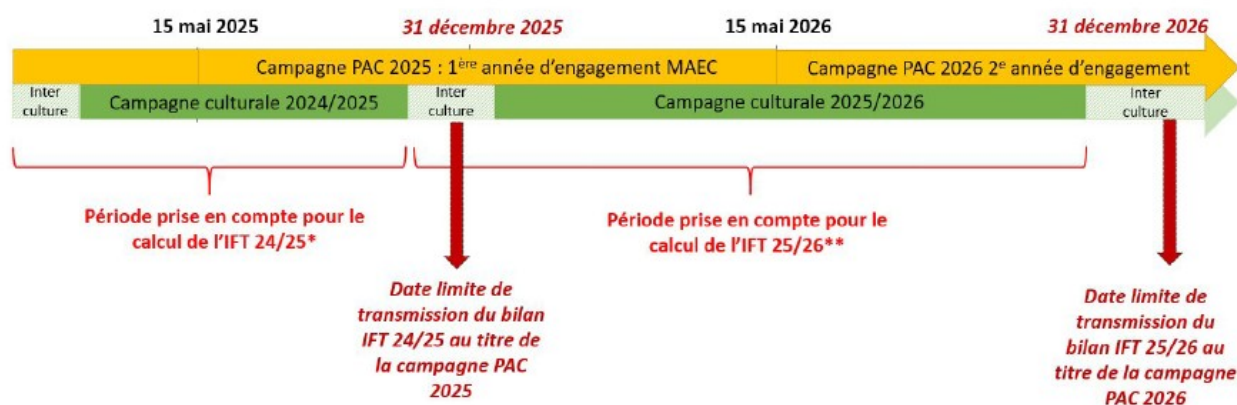 15 mai 2025
31 décembre 2025
15 mai 2026
31 décembre 2026
Campagne PAC 2025 : 1ère année d'engagement MAEC
Campagne PAC 2026 2e année d'engagement
Inter
culture
Campagne culturale 2024/2025
Inter
culture
Campagne culturale 2025/2026
Inter
culture
Période prise en compte pour le
calcul de l'IFT 24/25*
Période prise en compte pour le
calcul de l'IFT 25/26**
Date limite de
transmission du bilan
IFT 24/25 au titre de
la campagne PAC
2025
Date limite de
transmission du
bilan IFT 25/26 au
titre de la campagne
PAC 2026